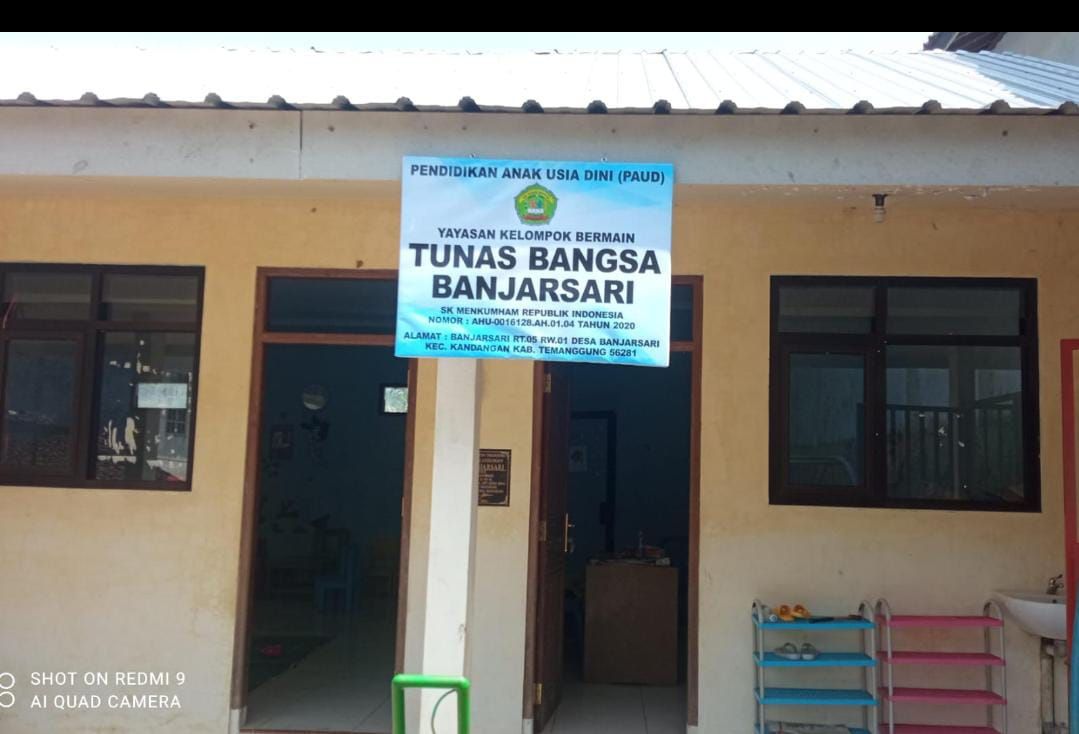 PENDIDIKAN ANAK USIA DINI (PAUD)
YAYASAN KELOMPOK BERMAIN
TUNAS BANGSA
BANJARSARI
SK MENKUMHAM REPUBLIK INDONESIA
NOMOR : AHU-0016128.AH.01.04 TAHUN 2020
ALAMAT : BANJARSARI RT.05 RW.01 DESA BANJARSARI
KEC. KANDANGAN KAB. TEMANGGUNG 56281
SHOT ON REDMI 9
AI QUAD CAMERA